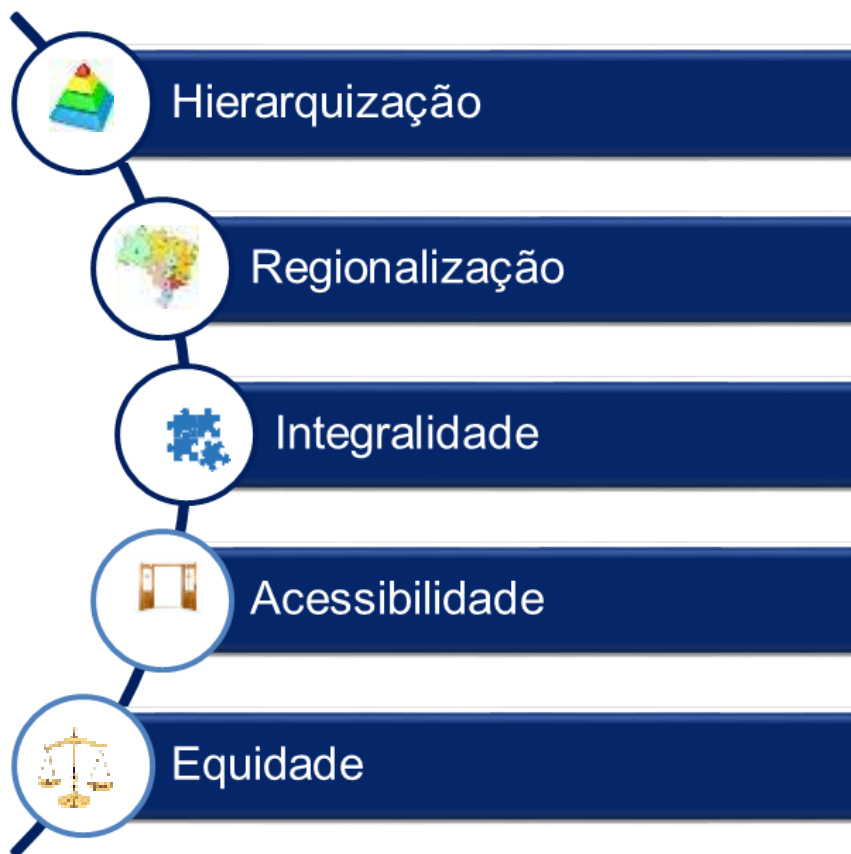 Hierarquização
Regionalização
Integralidade
Acessibilidade
Equidade